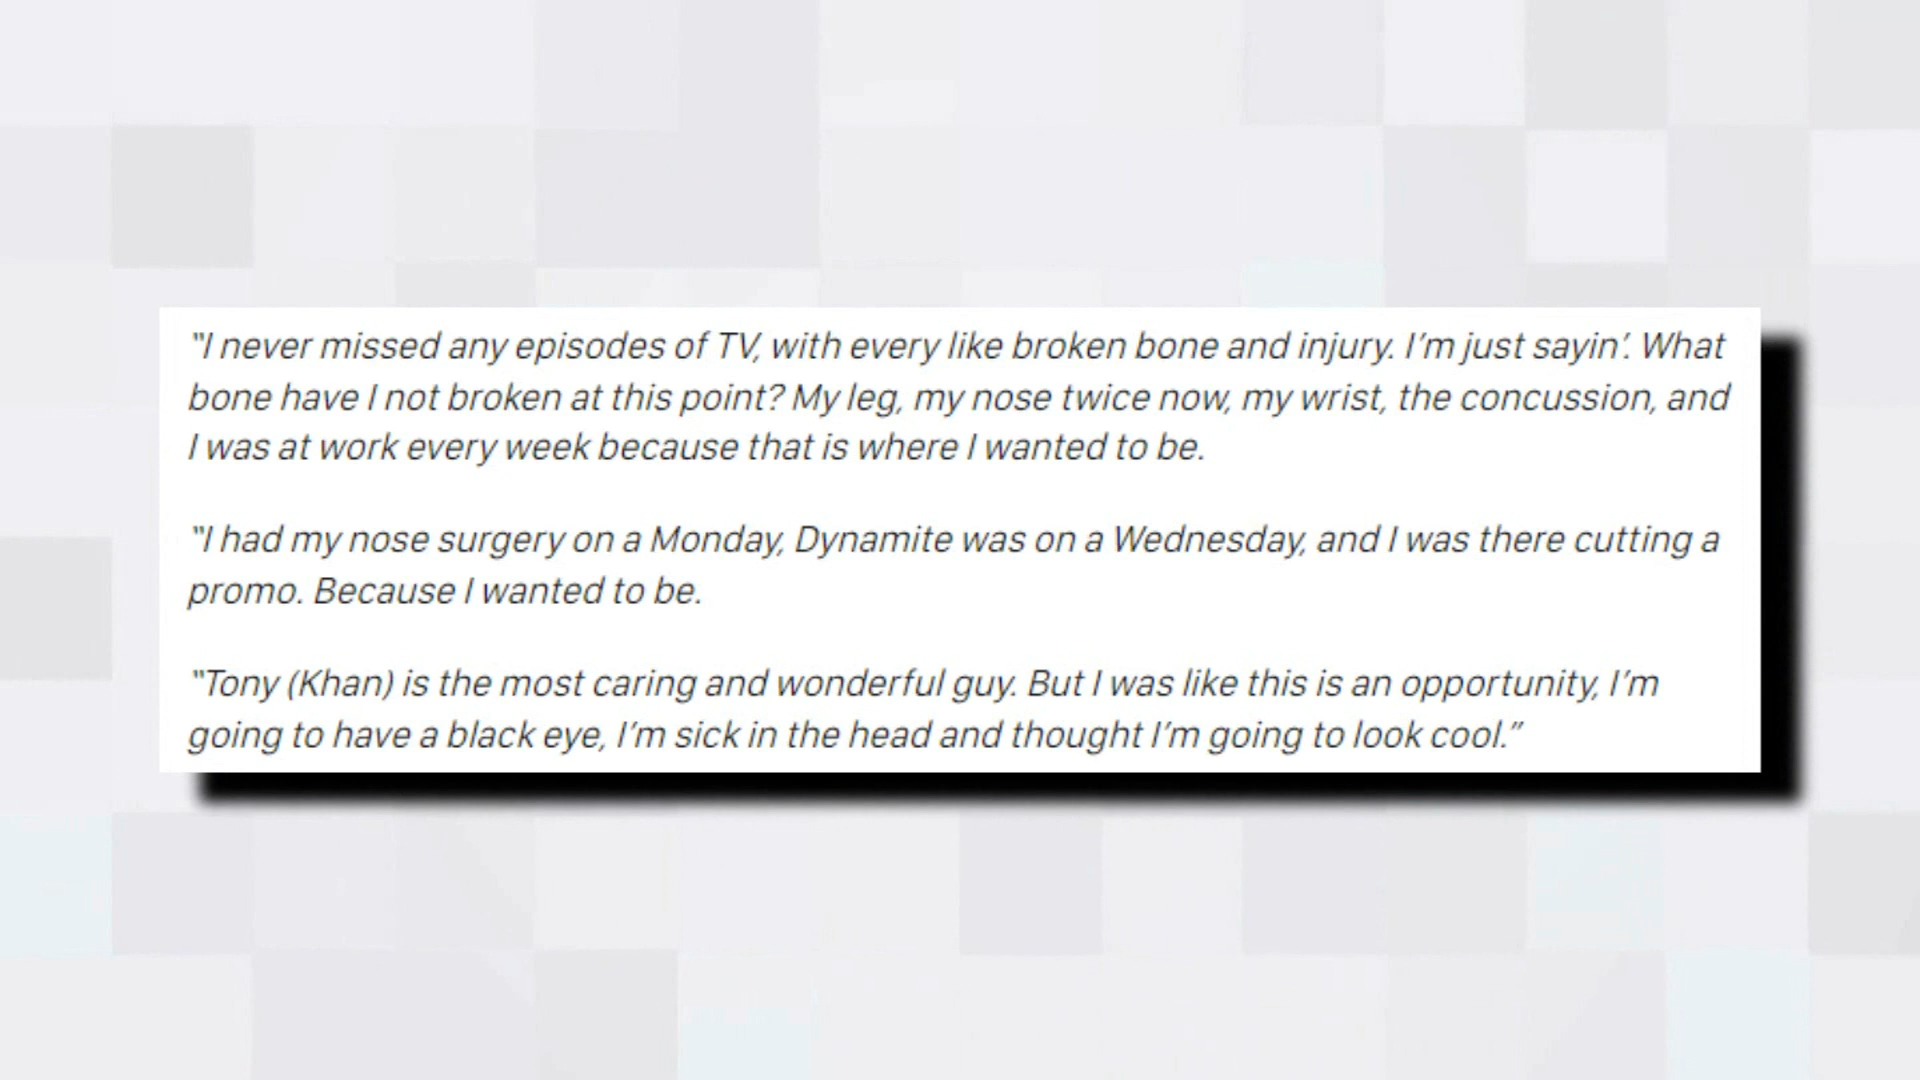 “I never missed any episodes of TV, with every like broken bone and injury. I’m just sayin’. What
bone have I not broken at this point? My leg, my nose twice now, my wrist, the concussion, and
I was at work every week because that is where I wanted to be.
“I had my nose surgery on a Monday, Dynamite was on a Wednesday, and I was there cutting a
promo. Because I wanted to be.
“Tony (Khan) is the most caring and wonderful guy. But I was like this is an opportunity, I’m
going to have a black eye, I’m sick in the head and thought I’m going to look cool.”